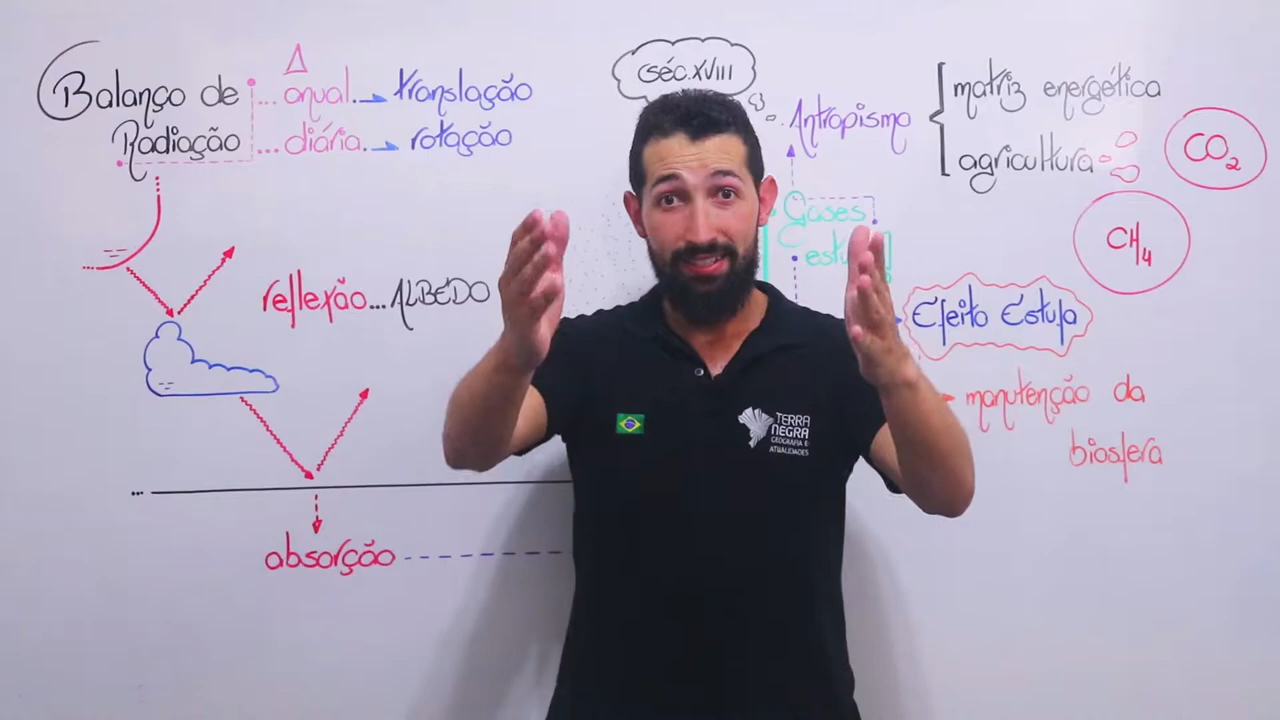 Balanço de
Radiação
Δ
... anual... translação
... diária... rotação
reflexão... ALBEDO
absorção
(séc. XVIII)
Antropismo
matriz energética
agricultura
CO2
CH4
Gases
Efeito Estufa
manutenção da
biosfera
TERRA
NEGRA
GEOGRAFIA E
ATUALIDADES